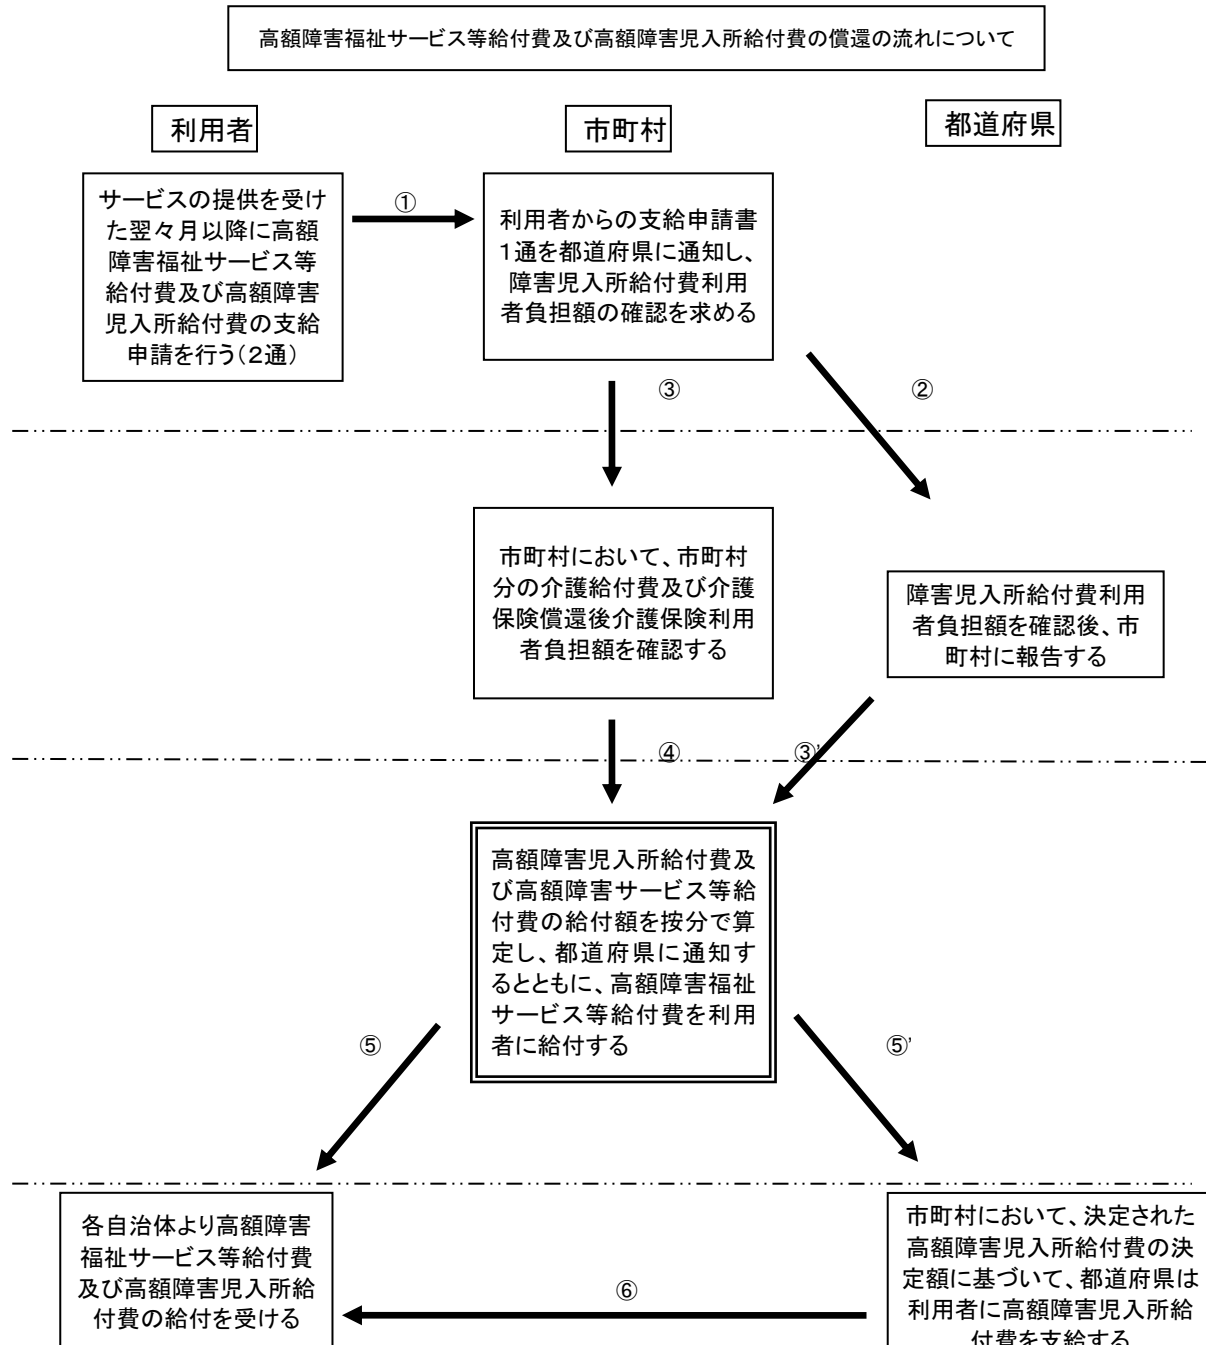 高額障害福祉サービス等給付費及び高額障害児入所給付費の償還の流れについて
利用者
市町村
都道府県
サービスの提供を受け
た翌々月以降に高額
障害福祉サービス等
給付費及び高額障害
児入所給付費の支給
申請を行う（２通）
①
利用者からの支給申請書
１通を都道府県に通知し、
障害児入所給付費利用
者負担額の確認を求める
③
②
市町村において、市町村
分の介護給付費及び介護
保険償還後介護保険利用
者負担額を確認する
障害児入所給付費利用
者負担額を確認後、市
町村に報告する
④
③’
高額障害児入所給付費及
び高額障害サービス等給
付費の給付額を按分で算
定し、都道府県に通知す
るとともに、高額障害福祉
サービス等給付費を利用
者に給付する
⑤
⑤’
各自治体より高額障害
福祉サービス等給付費
及び高額障害児入所給
付費の給付を受ける
⑥
市町村において、決定された
高額障害児入所給付費の決
定額に基づいて、都道府県は
利用者に高額障害児入所給
付費を支給する